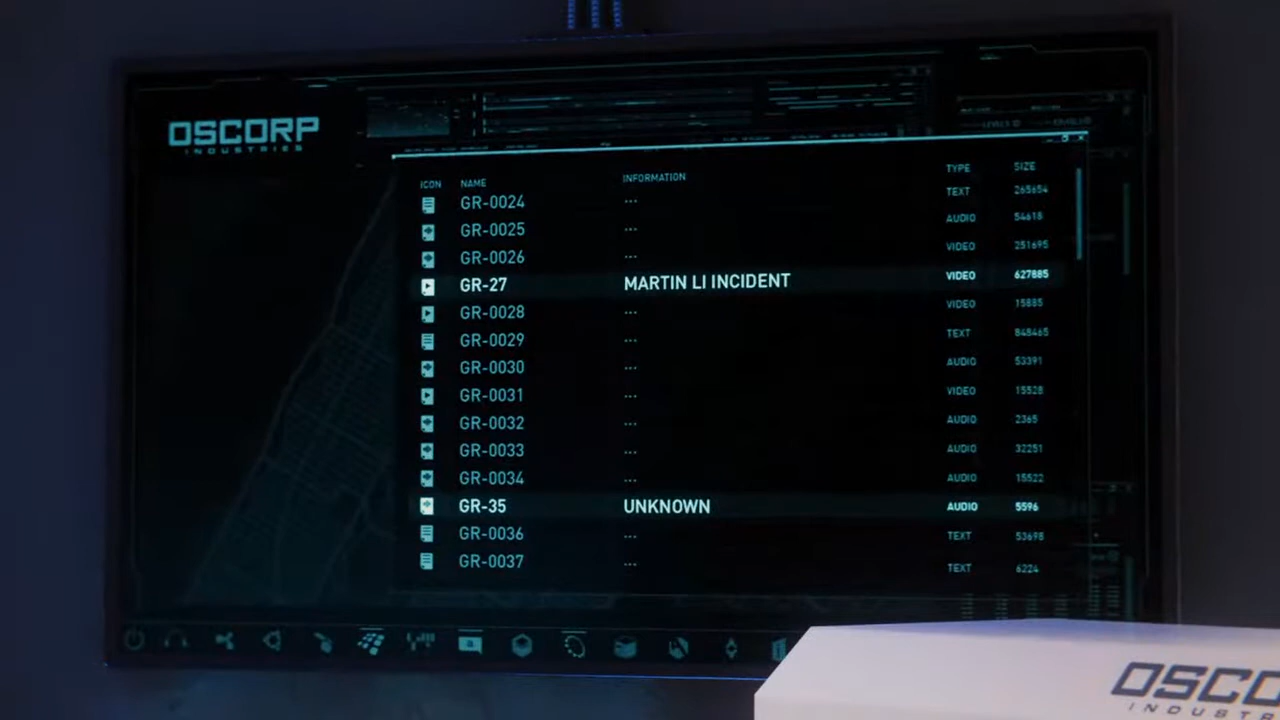 OSCORP
INDUSTRIES
ICON NAME INFORMATION TYPE SIZE
GR-0024 ... TEXT 265654
GR-0025 ... AUDIO 54618
GR-0026 ... VIDEO 251695
GR-27 MARTIN LI INCIDENT VIDEO 627885
GR-0028 ... VIDEO 15885
GR-0029 ... TEXT 848465
GR-0030 ... AUDIO 53391
GR-0031 ... VIDEO 15528
GR-0032 ... AUDIO 2365
GR-0033 ... AUDIO 32251
GR-0034 ... AUDIO 15522
GR-35 UNKNOWN AUDIO 5596
GR-0036 ... TEXT 53698
GR-0037 ... TEXT 6224
OSCO
INDUSTR